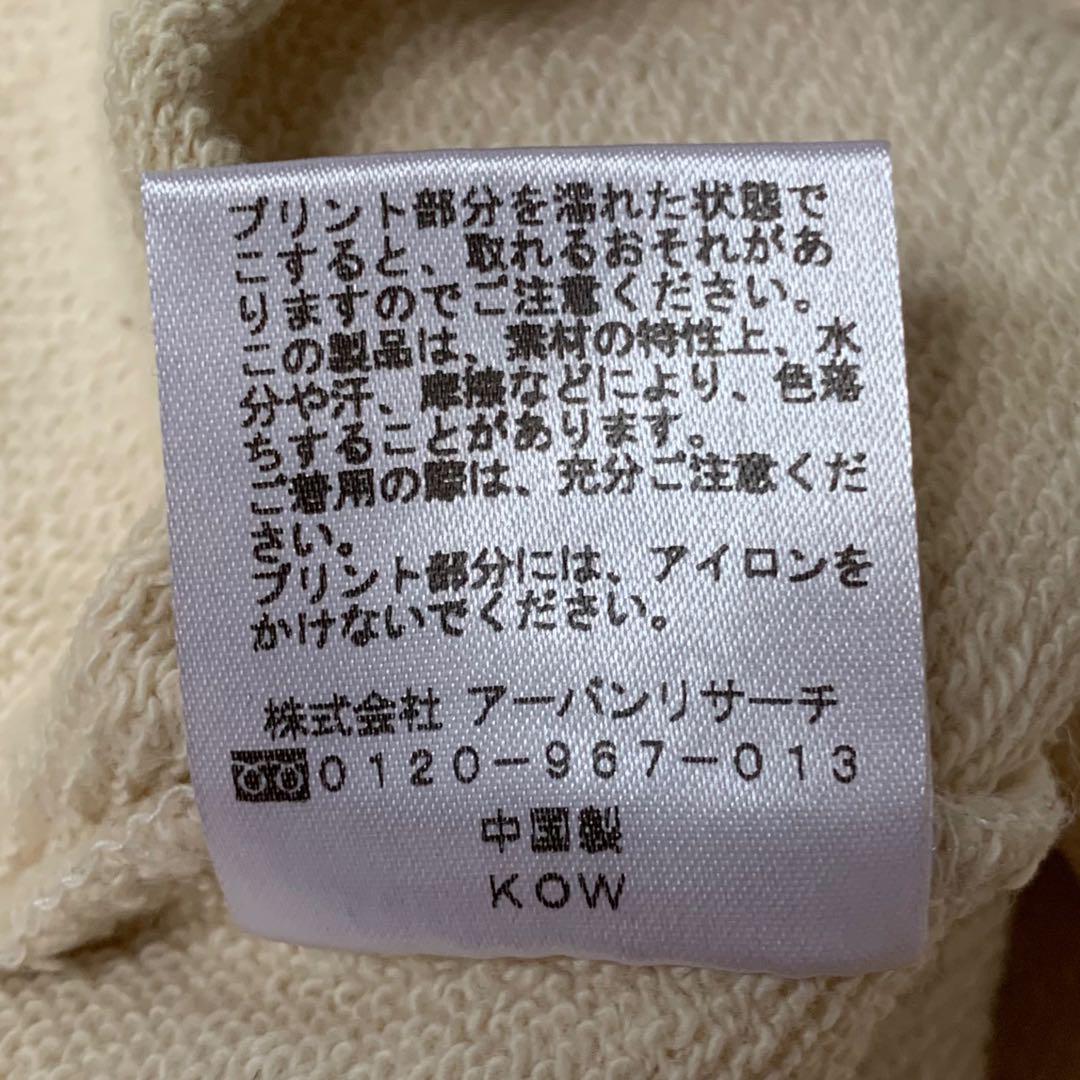 プリント部分を濡れた状態で
こすると、取れるおそれがあ
りますのでご注意ください。
この製品は、素材の特性上、水
分や汗、摩擦などにより、色落
ちすることがあります。
ご着用の際は、充分ご注意くだ
さい。
プリント部分には、アイロンを
かけないでください。
株式会社 アーバンリサーチ
0120-967-013
中国製
KOW